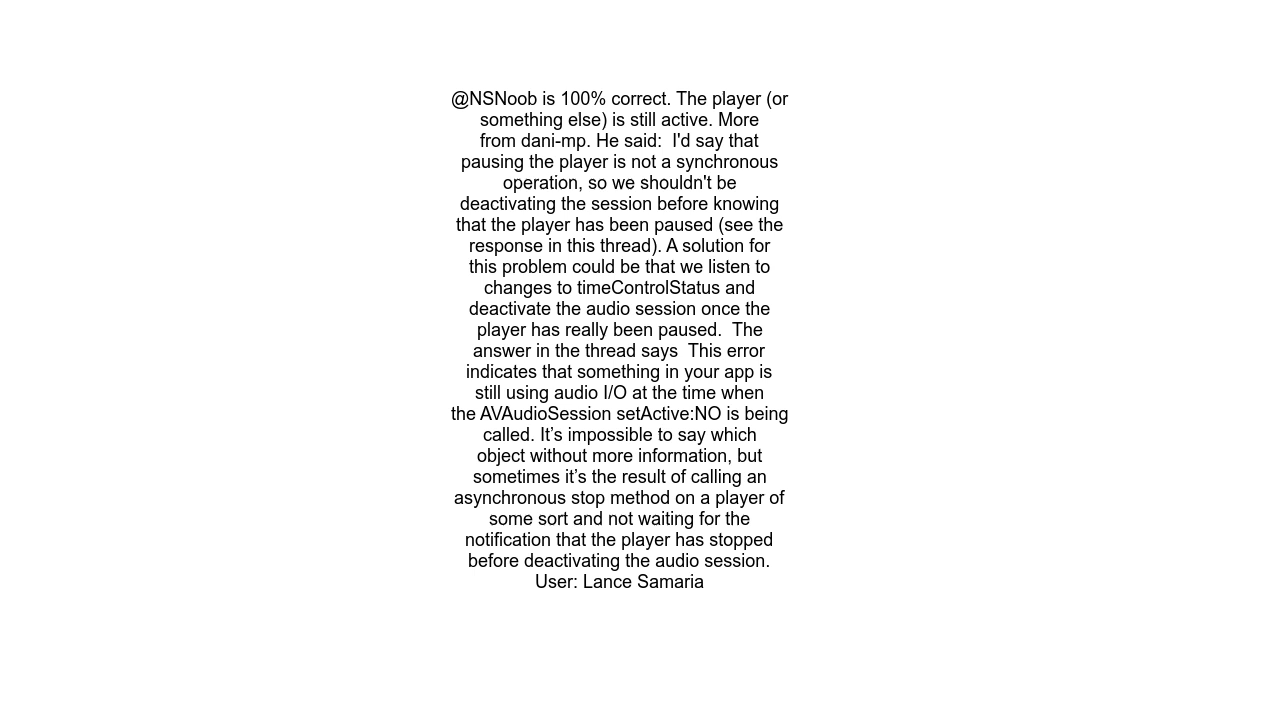 @NSNoob is 100% correct. The player (or
something else) is still active. More
from dani-mp. He said:  I'd say that
pausing the player is not a synchronous
operation, so we shouldn't be
deactivating the session before knowing
that the player has been paused (see the
response in this thread). A solution for
this problem could be that we listen to
changes to timeControlStatus and
deactivate the audio session once the
player has really been paused.  The
answer in the thread says  This error
indicates that something in your app is
still using audio I/O at the time when
the AVAudioSession setActive:NO is being
called. It’s impossible to say which
object without more information, but
sometimes it’s the result of calling an
asynchronous stop method on a player of
some sort and not waiting for the
notification that the player has stopped
before deactivating the audio session.
User: Lance Samaria